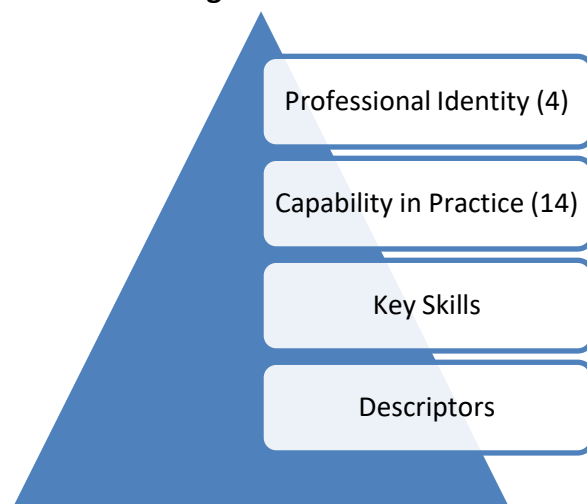 Professional Identity (4)
Capability in Practice (14)
Key Skills
Descriptors